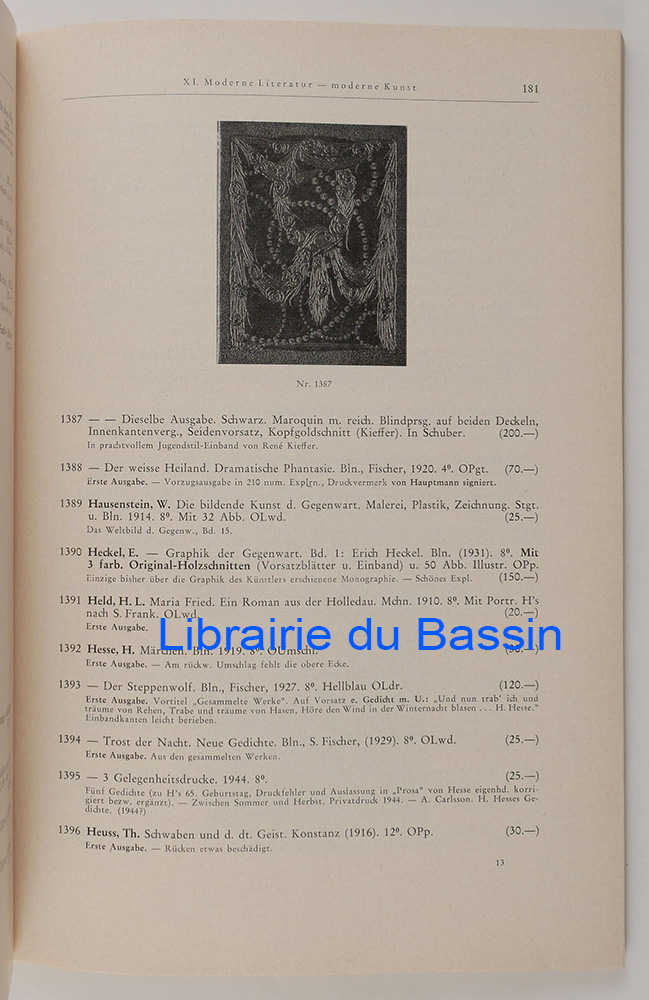 XI. Moderne Literatur — moderne Kunst 181
Nr. 1387
1387 — — Dieselbe Ausgabe. Schwarz. Maroquin m. reich. Blindprsg. auf beiden Deckeln,
Innenkantenverg., Seidenvorsatz, Kopfgoldschnitt (Kieffer). In Schuber. (200.—)
In prachtvollem Jugendstil-Einband von René Kieffer.
1388 — Der weisse Heiland. Dramatische Phantasie. Bln., Fischer, 1920. 4⁰. OPgt. (70.—)
Erste Ausgabe. — Vorzugsausgabe in 210 num. Explrn., Druckvermerk von Hauptmann signiert.
1389 Hausenstein, W. Die bildende Kunst d. Gegenwart. Malerei, Plastik, Zeichnung. Stgt.
u. Bln. 1914. 8⁰. Mit 32 Abb. OLwd. (25.—)
Das Weltbild d. Gegenw., Bd. 15.
1390 Heckel, E. — Graphik der Gegenwart. Bd. 1: Erich Heckel. Bln. (1931). 8⁰. Mit
3 farb. Original-Holzschnitten (Vorsatzblätter u. Einband) u. 50 Abb. Illustr. OPp.
Einzige bisher über die Graphik des Künstlers erschienene Monographie. — Schönes Expl. (150.—)
1391 Held, H. L. Maria Fried. Ein Roman aus der Holledau. Mchn. 1910. 8⁰. Mit Portr. H's
nach S. Frank. OLwd. (20.—)
Erste Ausgabe.
Librairie du Bassin
1392 Hesse, H. Märchen. Bln. 1919. 8⁰. OUmschl.
Erste Ausgabe. — Am rückw. Umschlag fehlt die obere Ecke.
1393 — Der Steppenwolf. Bln., Fischer, 1927. 8⁰. Hellblau OLdr. (120.—)
Erste Ausgabe. Vortitel „Gesammelte Werke“. Auf Vorsatz e. Gedicht m. U.: „Und nun trab' ich und
träume von Rehen, Trabe und träume von Hasen, Höre den Wind in der Winternacht blasen . . . H. Hesse.“
Einbandkanten leicht berieben.
1394 — Trost der Nacht. Neue Gedichte. Bln., S. Fischer, (1929). 8⁰. OLwd. (25.—)
Erste Ausgabe. Aus den gesammelten Werken.
1395 — 3 Gelegenheitsdrucke. 1944. 8⁰. (25.—)
Fünf Gedichte (zu H's 65. Geburtstag, Druckfehler und Auslassung in „Prosa“ von Hesse eigenhd. korri-
giert bezw. ergänzt). — Zwischen Sommer und Herbst. Privatdruck 1944. — A. Carlsson. H. Hesses Ge-
dichte. (1944?)
1396 Heuss, Th. Schwaben und d. dt. Geist. Konstanz (1916). 12⁰. OPp. (30.—)
Erste Ausgabe. — Rücken etwas beschädigt.
13